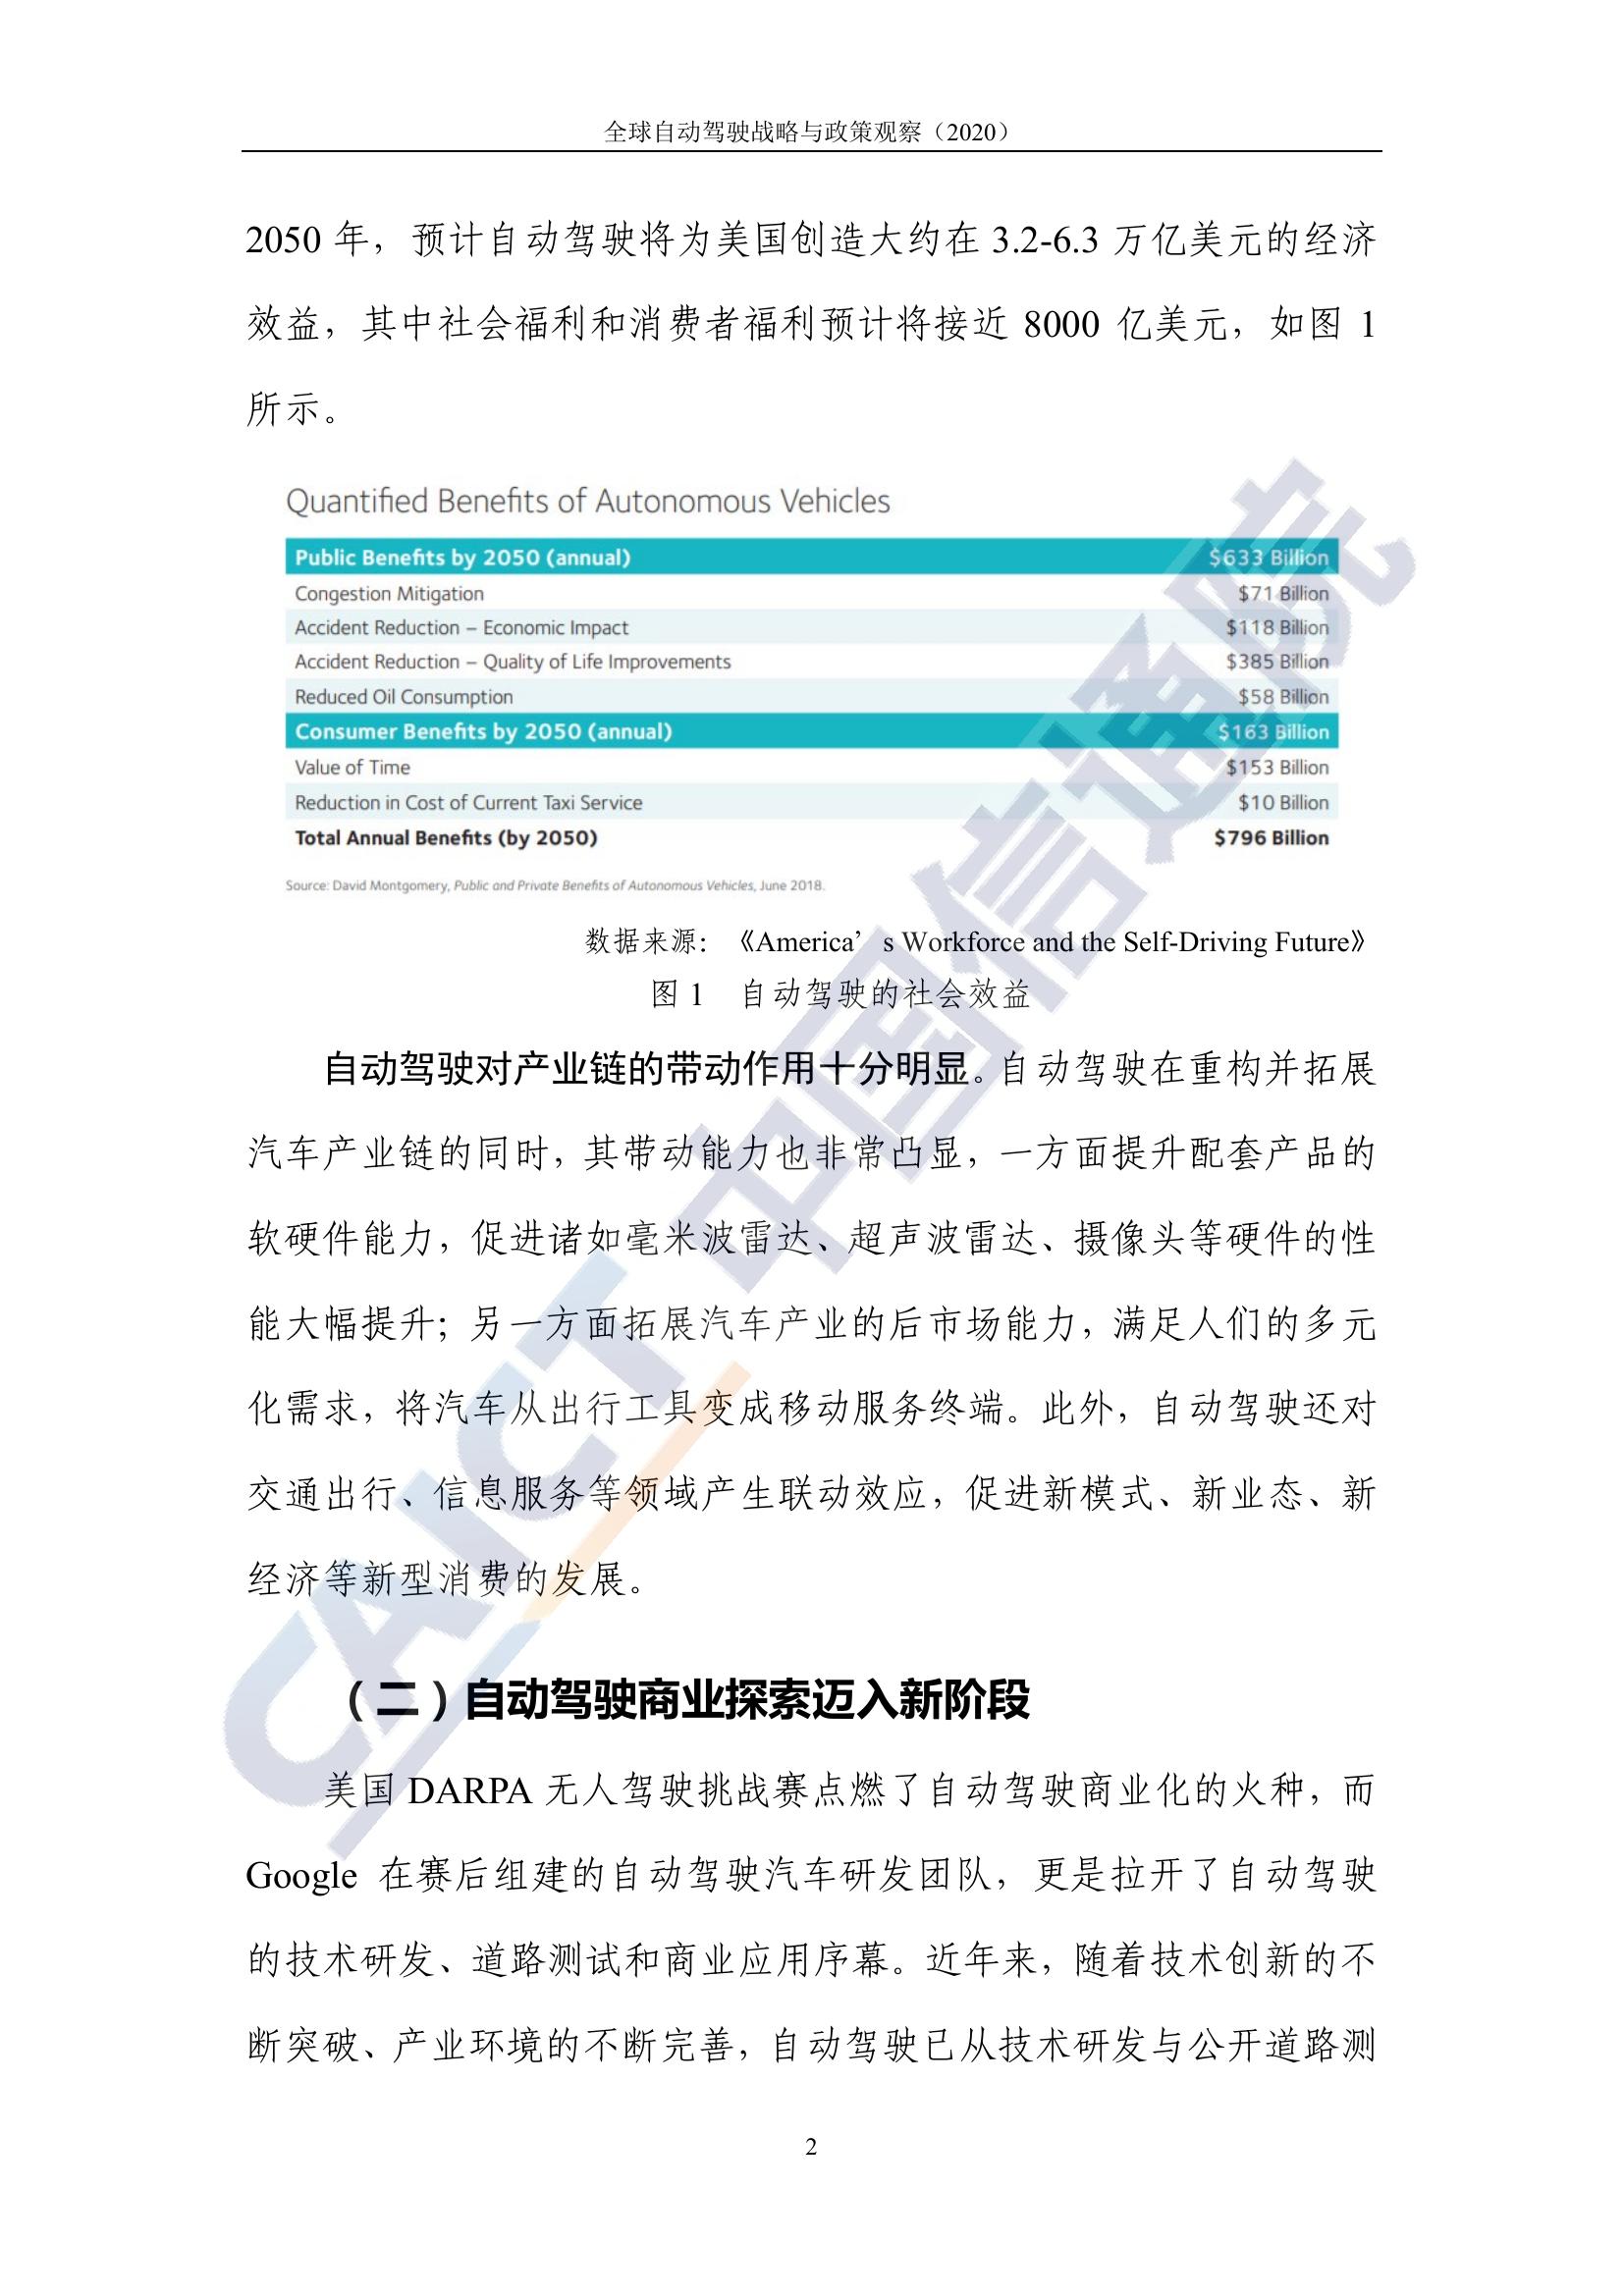 全球自动驾驶战略与政策观察（2020）
2050 年，预计自动驾驶将为美国创造大约在 3.2-6.3 万亿美元的经济
效益，其中社会福利和消费者福利预计将接近 8000 亿美元，如图 1
所示。
Quantified Benefits of Autonomous Vehicles
Public Benefits by 2050 (annual) $633 Billion
Congestion Mitigation $71 Billion
Accident Reduction – Economic Impact $118 Billion
Accident Reduction – Quality of Life Improvements $385 Billion
Reduced Oil Consumption $58 Billion
Consumer Benefits by 2050 (annual) $163 Billion
Value of Time $153 Billion
Reduction in Cost of Current Taxi Service $10 Billion
Total Annual Benefits (by 2050) $796 Billion
Source: David Montgomery, Public and Private Benefits of Autonomous Vehicles, June 2018.
数据来源：《America’s Workforce and the Self-Driving Future》
图 1 自动驾驶的社会效益
自动驾驶对产业链的带动作用十分明显。自动驾驶在重构并拓展
汽车产业链的同时，其带动能力也非常凸显，一方面提升配套产品的
软硬件能力，促进诸如毫米波雷达、超声波雷达、摄像头等硬件的性
能大幅提升；另一方面拓展汽车产业的后市场能力，满足人们的多元
化需求，将汽车从出行工具变成移动服务终端。此外，自动驾驶还对
交通出行、信息服务等领域产生联动效应，促进新模式、新业态、新
经济等新型消费的发展。
（二）自动驾驶商业探索迈入新阶段
美国 DARPA 无人驾驶挑战赛点燃了自动驾驶商业化的火种，而
Google 在赛后组建的自动驾驶汽车研发团队，更是拉开了自动驾驶
的技术研发、道路测试和商业应用序幕。近年来，随着技术创新的不
断突破、产业环境的不断完善，自动驾驶已从技术研发与公开道路测
2
CAICT 中国信通院